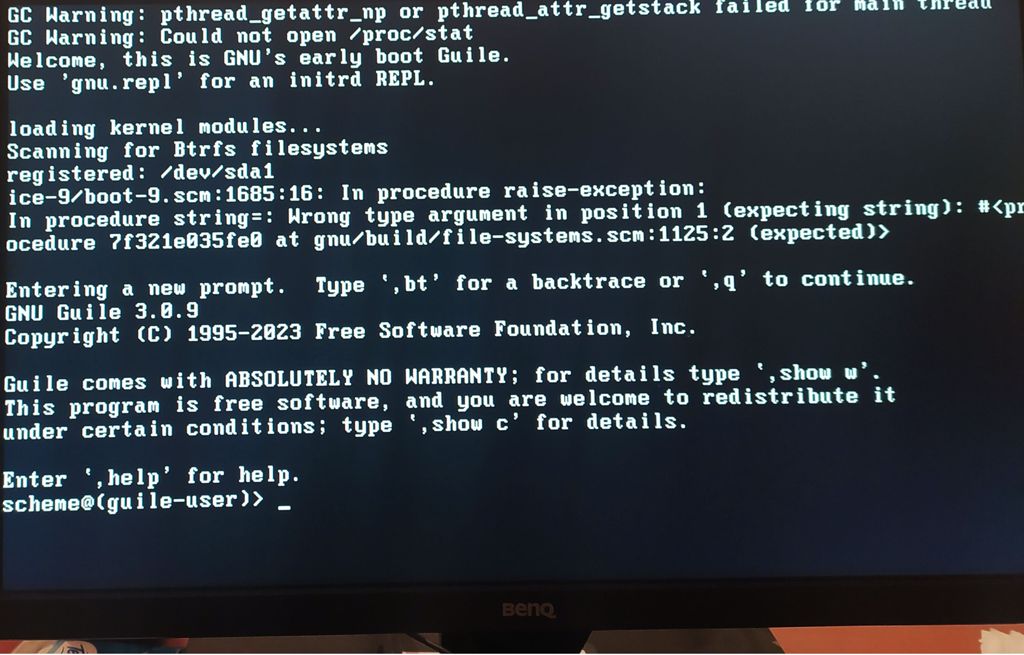 GC Warning: pthread_getattr_np or pthread_attr_getstack failed for main thread
GC Warning: Could not open /proc/stat
Welcome, this is GNU's early boot Guile.
Use 'gnu.repl' for an initrd REPL.
loading kernel modules...
Scanning for Btrfs filesystems
registered: /dev/sda1
ice-9/boot-9.scm:1685:16: In procedure raise-exception:
In procedure string=: Wrong type argument in position 1 (expecting string): #<pr
ocedure 7f321e035fe0 at gnu/build/file-systems.scm:1125:2 (expected)>
Entering a new prompt.  Type `,bt' for a backtrace or `,q' to continue.
GNU Guile 3.0.9
Copyright (C) 1995-2023 Free Software Foundation, Inc.
Guile comes with ABSOLUTELY NO WARRANTY; for details type `,show w'.
This program is free software, and you are welcome to redistribute it
under certain conditions; type `,show c' for details.
Enter `,help' for help.
scheme@(guile-user)> _
BenQ